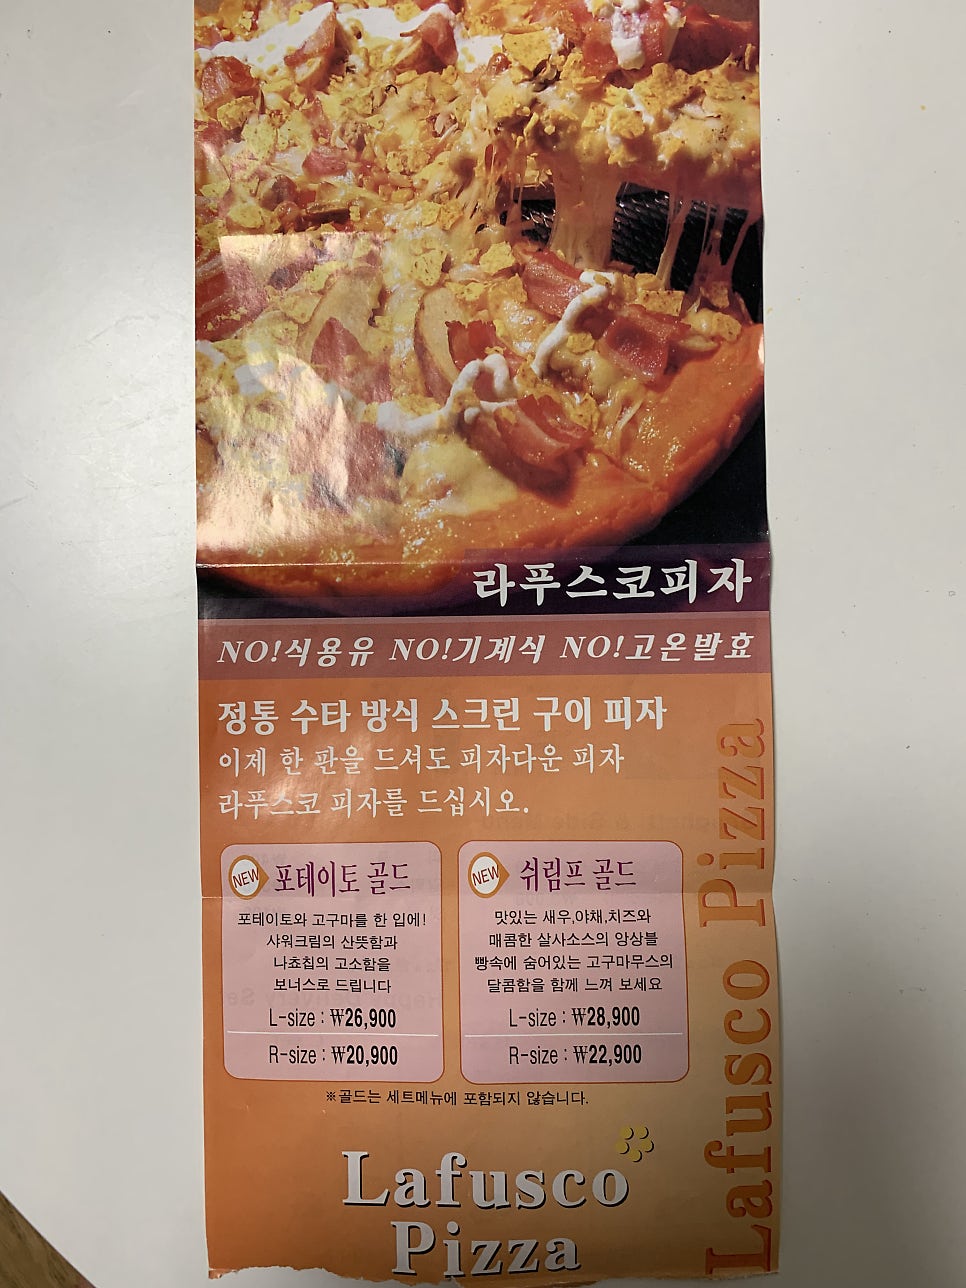 라푸스코피자
NO!식용유 NO!기계식 NO!고온발효
정통 수타 방식 스크린 구이 피자
이제 한 판을 드셔도 피자다운 피자
라푸스코 피자를 드십시오.
NEW 포테이토 골드
포테이토와 고구마를 한 입에!
샤워크림의 산뜻함과
나쵸칩의 고소함을
보너스로 드립니다
L-size : ₩26,900
R-size : ₩20,900
NEW 쉬림프 골드
맛있는 새우,야채,치즈와
매콤한 살사소스의 앙상블
빵속에 숨어있는 고구마무스의
달콤함을 함께 느껴 보세요
L-size : ₩28,900
R-size : ₩22,900
※골드는 세트메뉴에 포함되지 않습니다.
Lafusco
Pizza
Lafusco Pizza